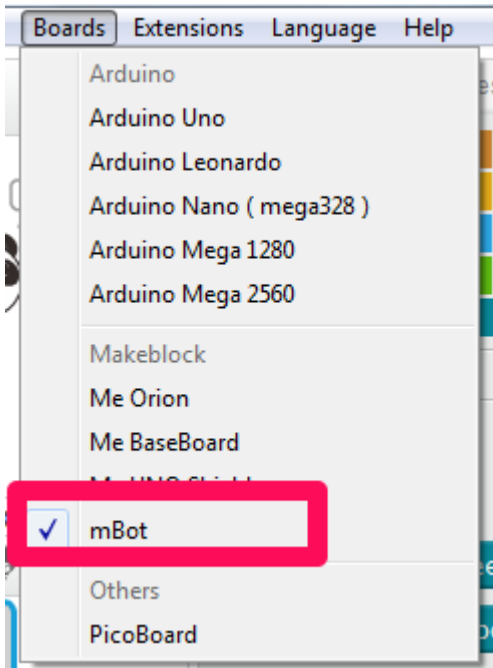 Boards Extensions Language Help
Arduino
Arduino Uno
Arduino Leonardo
Arduino Nano ( mega328 )
Arduino Mega 1280
Arduino Mega 2560
Makeblock
Me Orion
Me BaseBoard
mBot
Others
PicoBoard